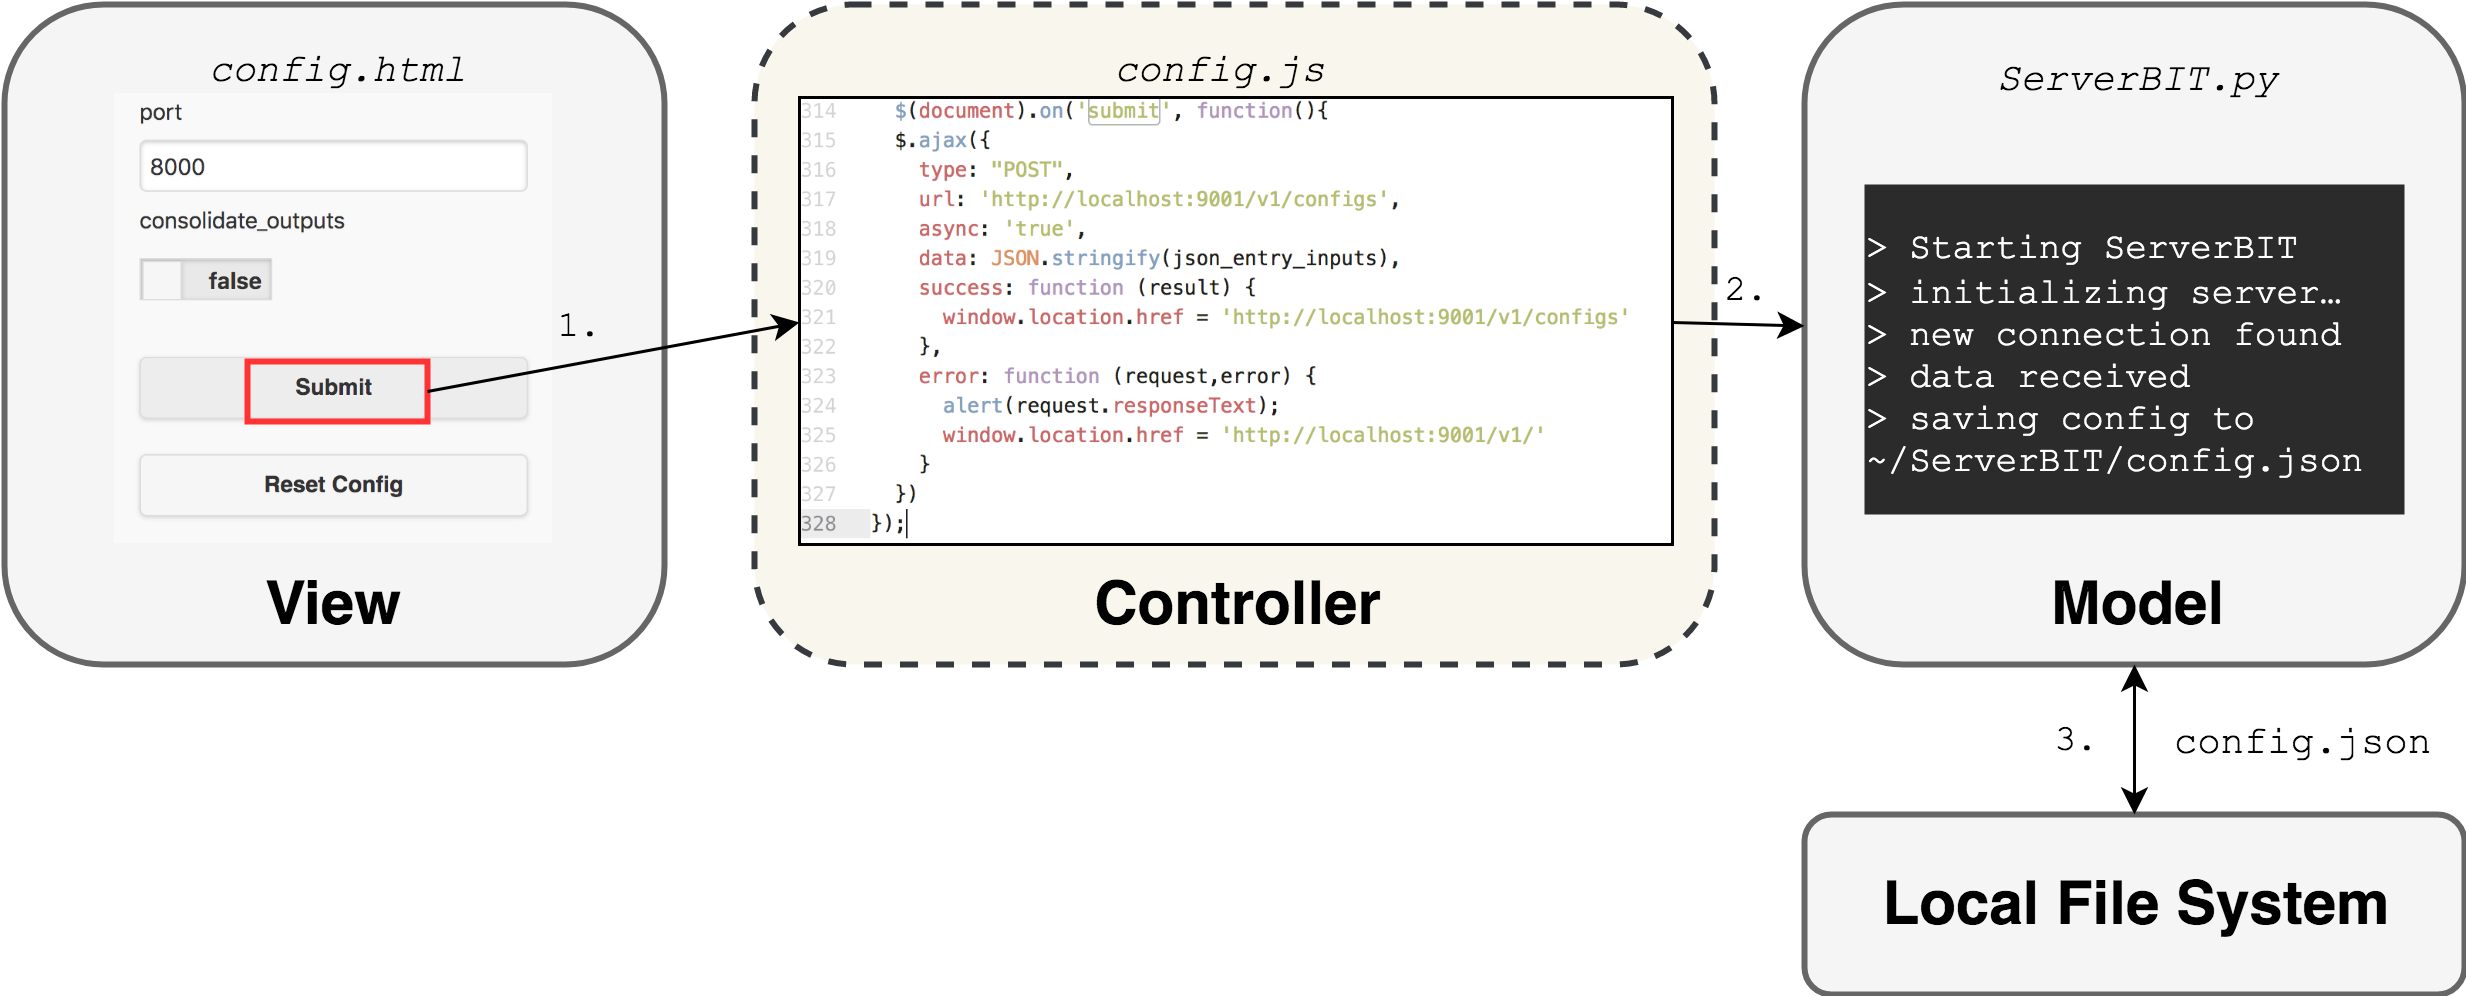 config.html
port
8000
consolidate_outputs
false
Submit
Reset Config
View
1.
config.js
314 $(document).on('submit', function(){
315 $.ajax({
316 type: "POST",
317 url: 'http://localhost:9001/v1/configs',
318 async: 'true',
319 data: JSON.stringify(json_entry_inputs),
320 success: function (result) {
321 window.location.href = 'http://localhost:9001/v1/configs'
322 },
323 error: function (request,error) {
324 alert(request.responseText);
325 window.location.href = 'http://localhost:9001/v1/'
326 }
327 })
328 });
Controller
2.
ServerBIT.py
> Starting ServerBIT
> initializing server…
> new connection found
> data received
> saving config to
~/ServerBIT/config.json
Model
3.
config.json
Local File System